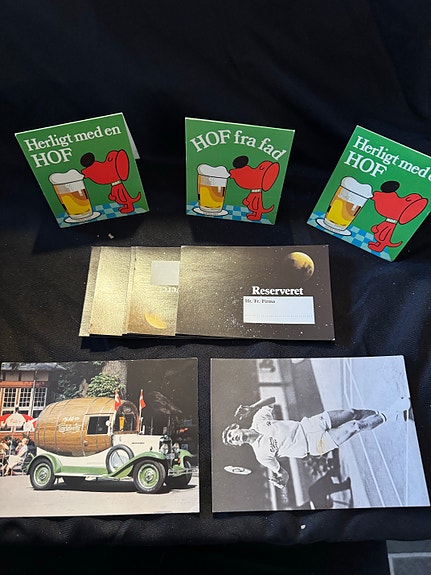 Herligt med en
HOF
HOF fra fad
Herligt med
HOF
Reserveret
Hr. Fr. Firma